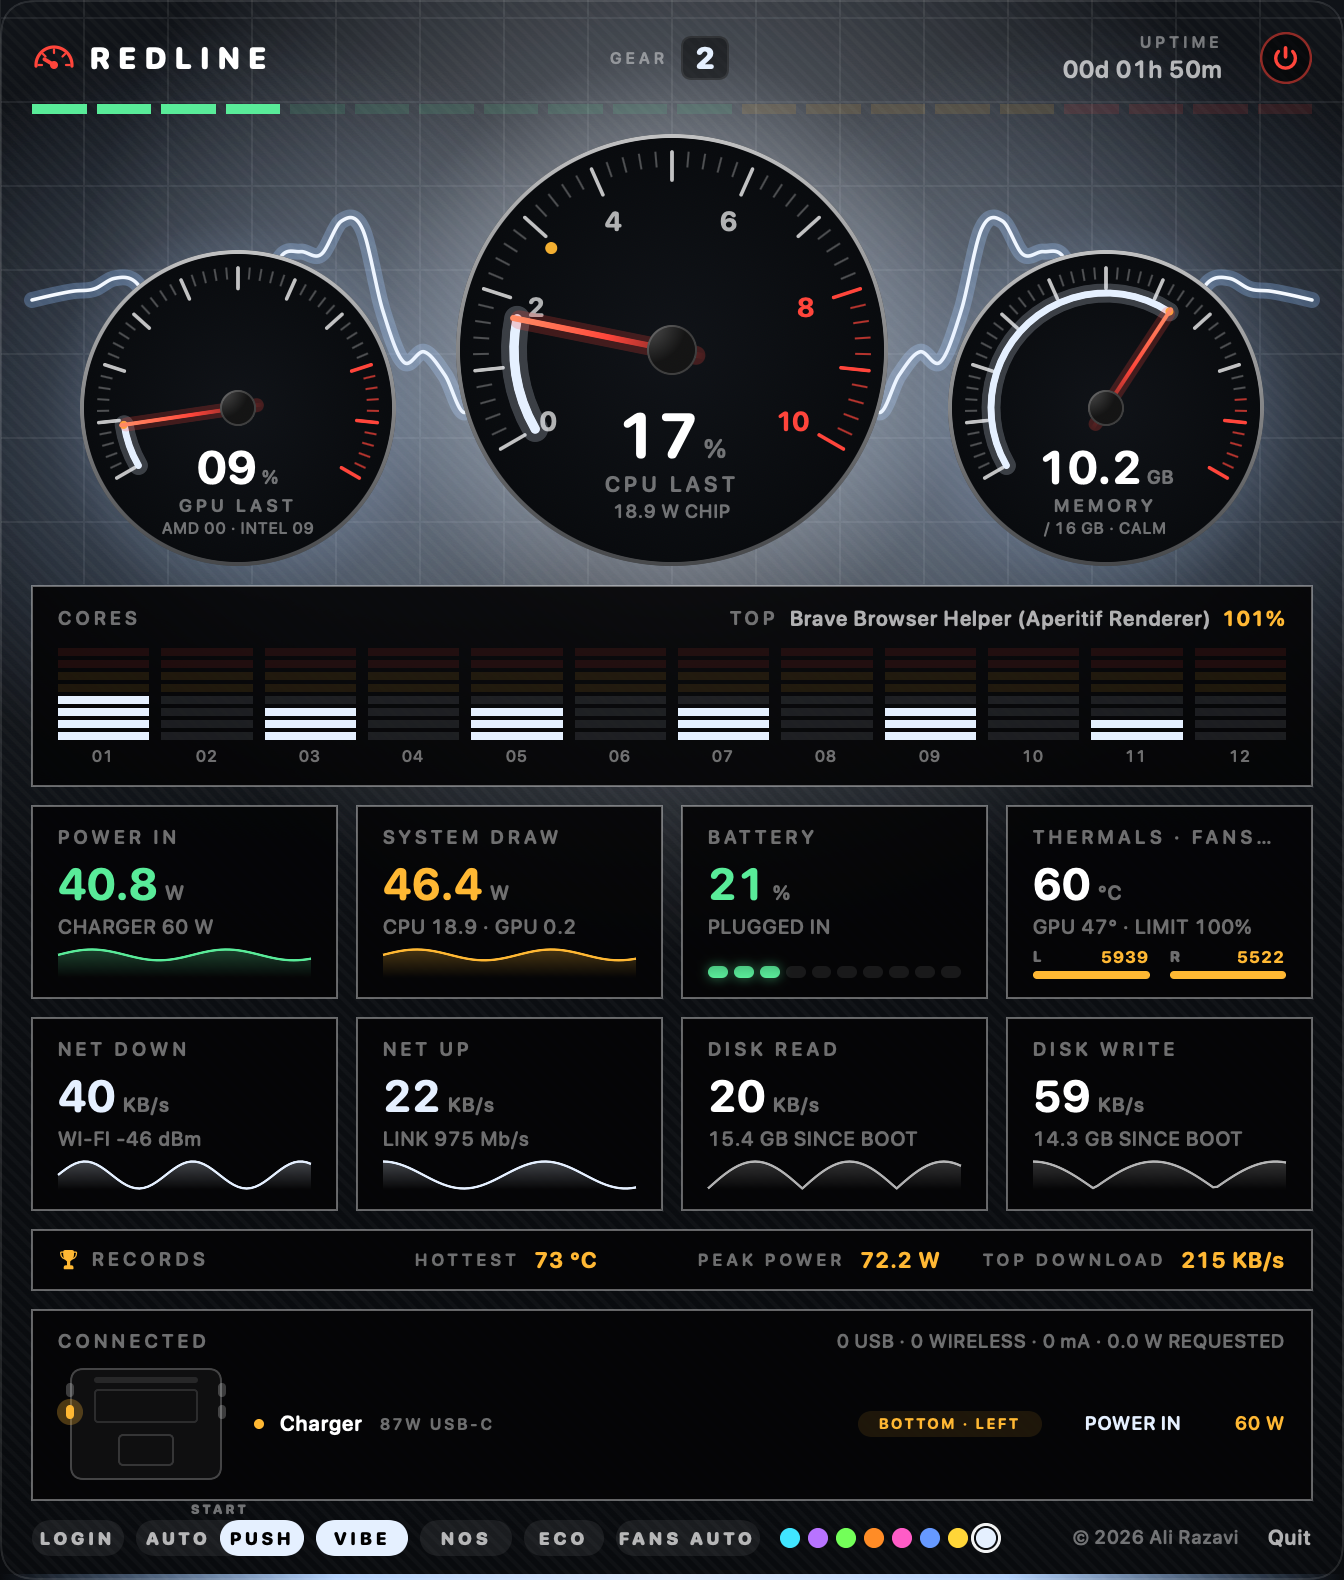 REDLINE
GEAR 2
UPTIME
00d 01h 50m
4 6
2 8
0 10
09 %
GPU LAST
AMD 00 · INTEL 09
17 %
CPU LAST
18.9 W CHIP
10.2 GB
MEMORY
/ 16 GB · CALM
CORES
TOP Brave Browser Helper (Aperitif Renderer) 101%
01 02 03 04 05 06 07 08 09 10 11 12
POWER IN
40.8 W
CHARGER 60 W
SYSTEM DRAW
46.4 W
CPU 18.9 · GPU 0.2
BATTERY
21 %
PLUGGED IN
THERMALS · FANS...
60 °C
GPU 47° · LIMIT 100%
L 5939 R 5522
NET DOWN
40 KB/s
WI-FI -46 dBm
NET UP
22 KB/s
LINK 975 Mb/s
DISK READ
20 KB/s
15.4 GB SINCE BOOT
DISK WRITE
59 KB/s
14.3 GB SINCE BOOT
RECORDS HOTTEST 73 °C PEAK POWER 72.2 W TOP DOWNLOAD 215 KB/s
CONNECTED 0 USB · 0 WIRELESS · 0 mA · 0.0 W REQUESTED
Charger 87W USB-C BOTTOM · LEFT POWER IN 60 W
START
LOGIN AUTO PUSH VIBE NOS ECO FANS AUTO © 2026 Ali Razavi Quit